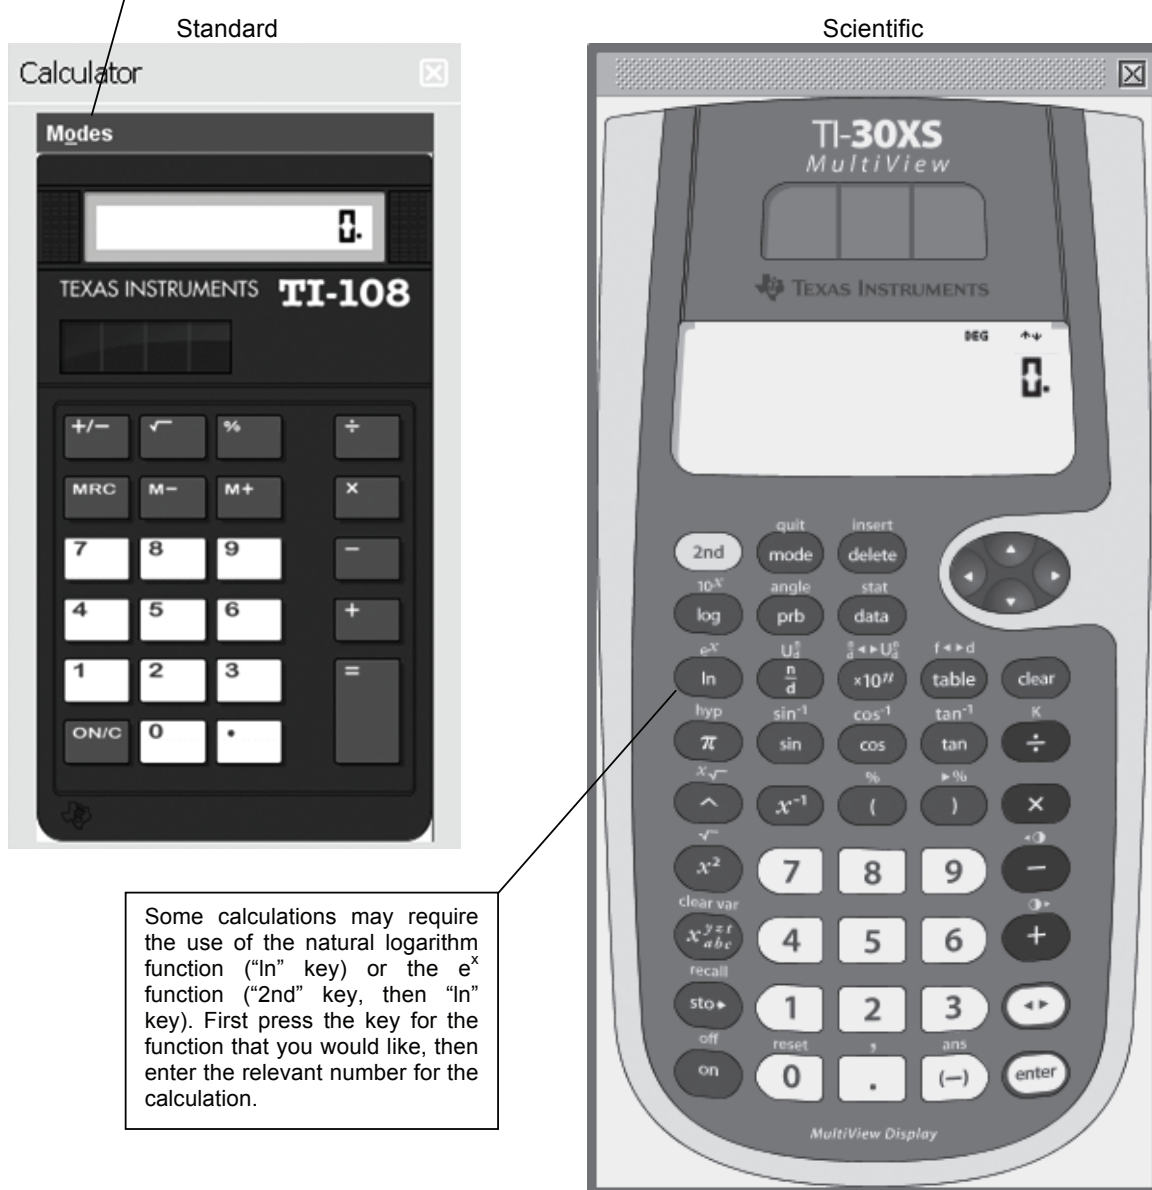 Standard
Scientific
Calculator
Modes
0.
TEXAS INSTRUMENTS TI-108
+/− √ % ÷
MRC M− M+ ×
7 8 9 −
4 5 6 +
1 2 3 =
ON/C 0 .
TI-30XS
MultiView
TEXAS INSTRUMENTS
DEG
0.
quit insert
2nd mode delete
10^x angle stat
log prb data
e^x U n/d n/d ◂▸ U n/d f ◂▸ d
ln n/d ×10^n table clear
hyp sin⁻¹ cos⁻¹ tan⁻¹ K
π sin cos tan ÷
x√ % ▸%
^ x⁻¹ ( ) ×
√
x² 7 8 9 −
clear var
x y z t a b c 4 5 6 +
recall
sto▸ 1 2 3 ◂▸
off reset , ans
on 0 . (−) enter
MultiView Display
Some calculations may require
the use of the natural logarithm
function (“ln” key) or the e^x
function (“2nd” key, then “ln”
key). First press the key for the
function that you would like, then
enter the relevant number for the
calculation.